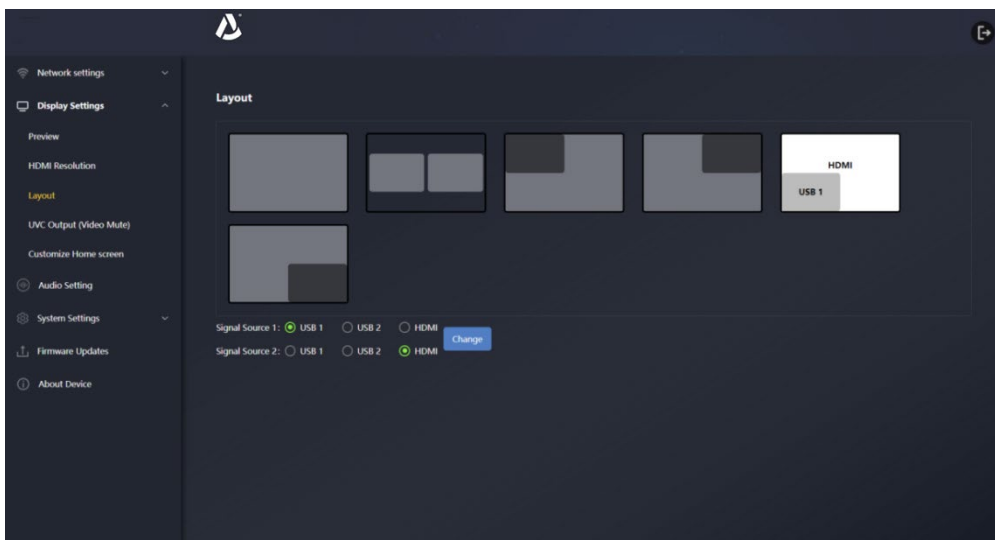 Network settings
Display Settings
Preview
HDMI Resolution
Layout
UVC Output (Video Mute)
Customize Home screen
Audio Setting
System Settings
Firmware Updates
About Device
Layout
HDMI
USB 1
Signal Source 1: USB 1 USB 2 HDMI
Signal Source 2: USB 1 USB 2 HDMI
Change